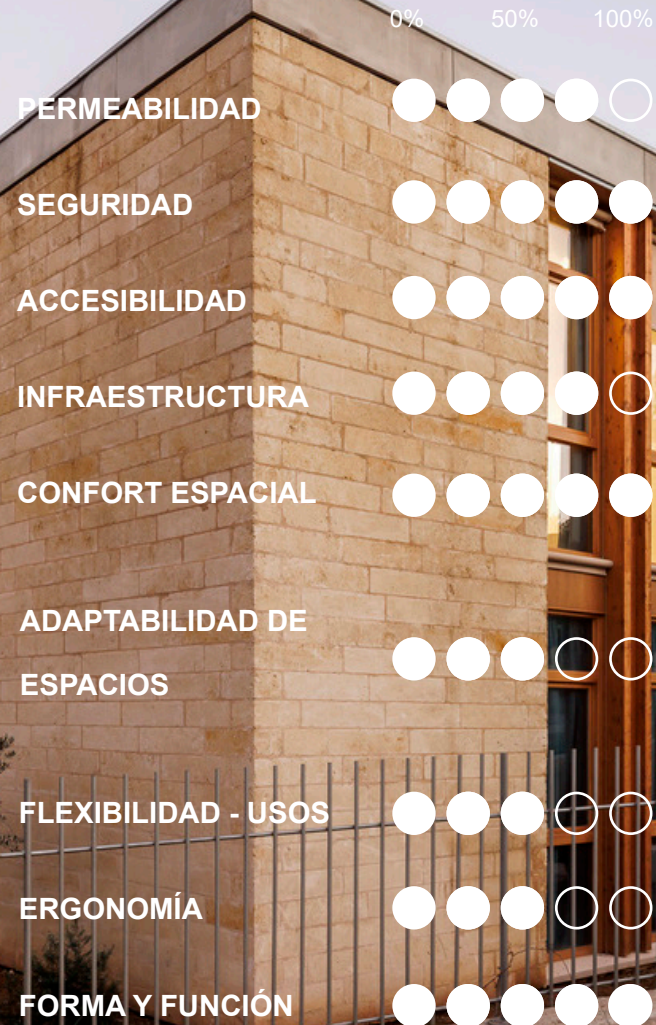 0% 50% 100%
PERMEABILIDAD
SEGURIDAD
ACCESIBILIDAD
INFRAESTRUCTURA
CONFORT ESPACIAL
ADAPTABILIDAD DE
ESPACIOS
FLEXIBILIDAD - USOS
ERGONOMÍA
FORMA Y FUNCIÓN